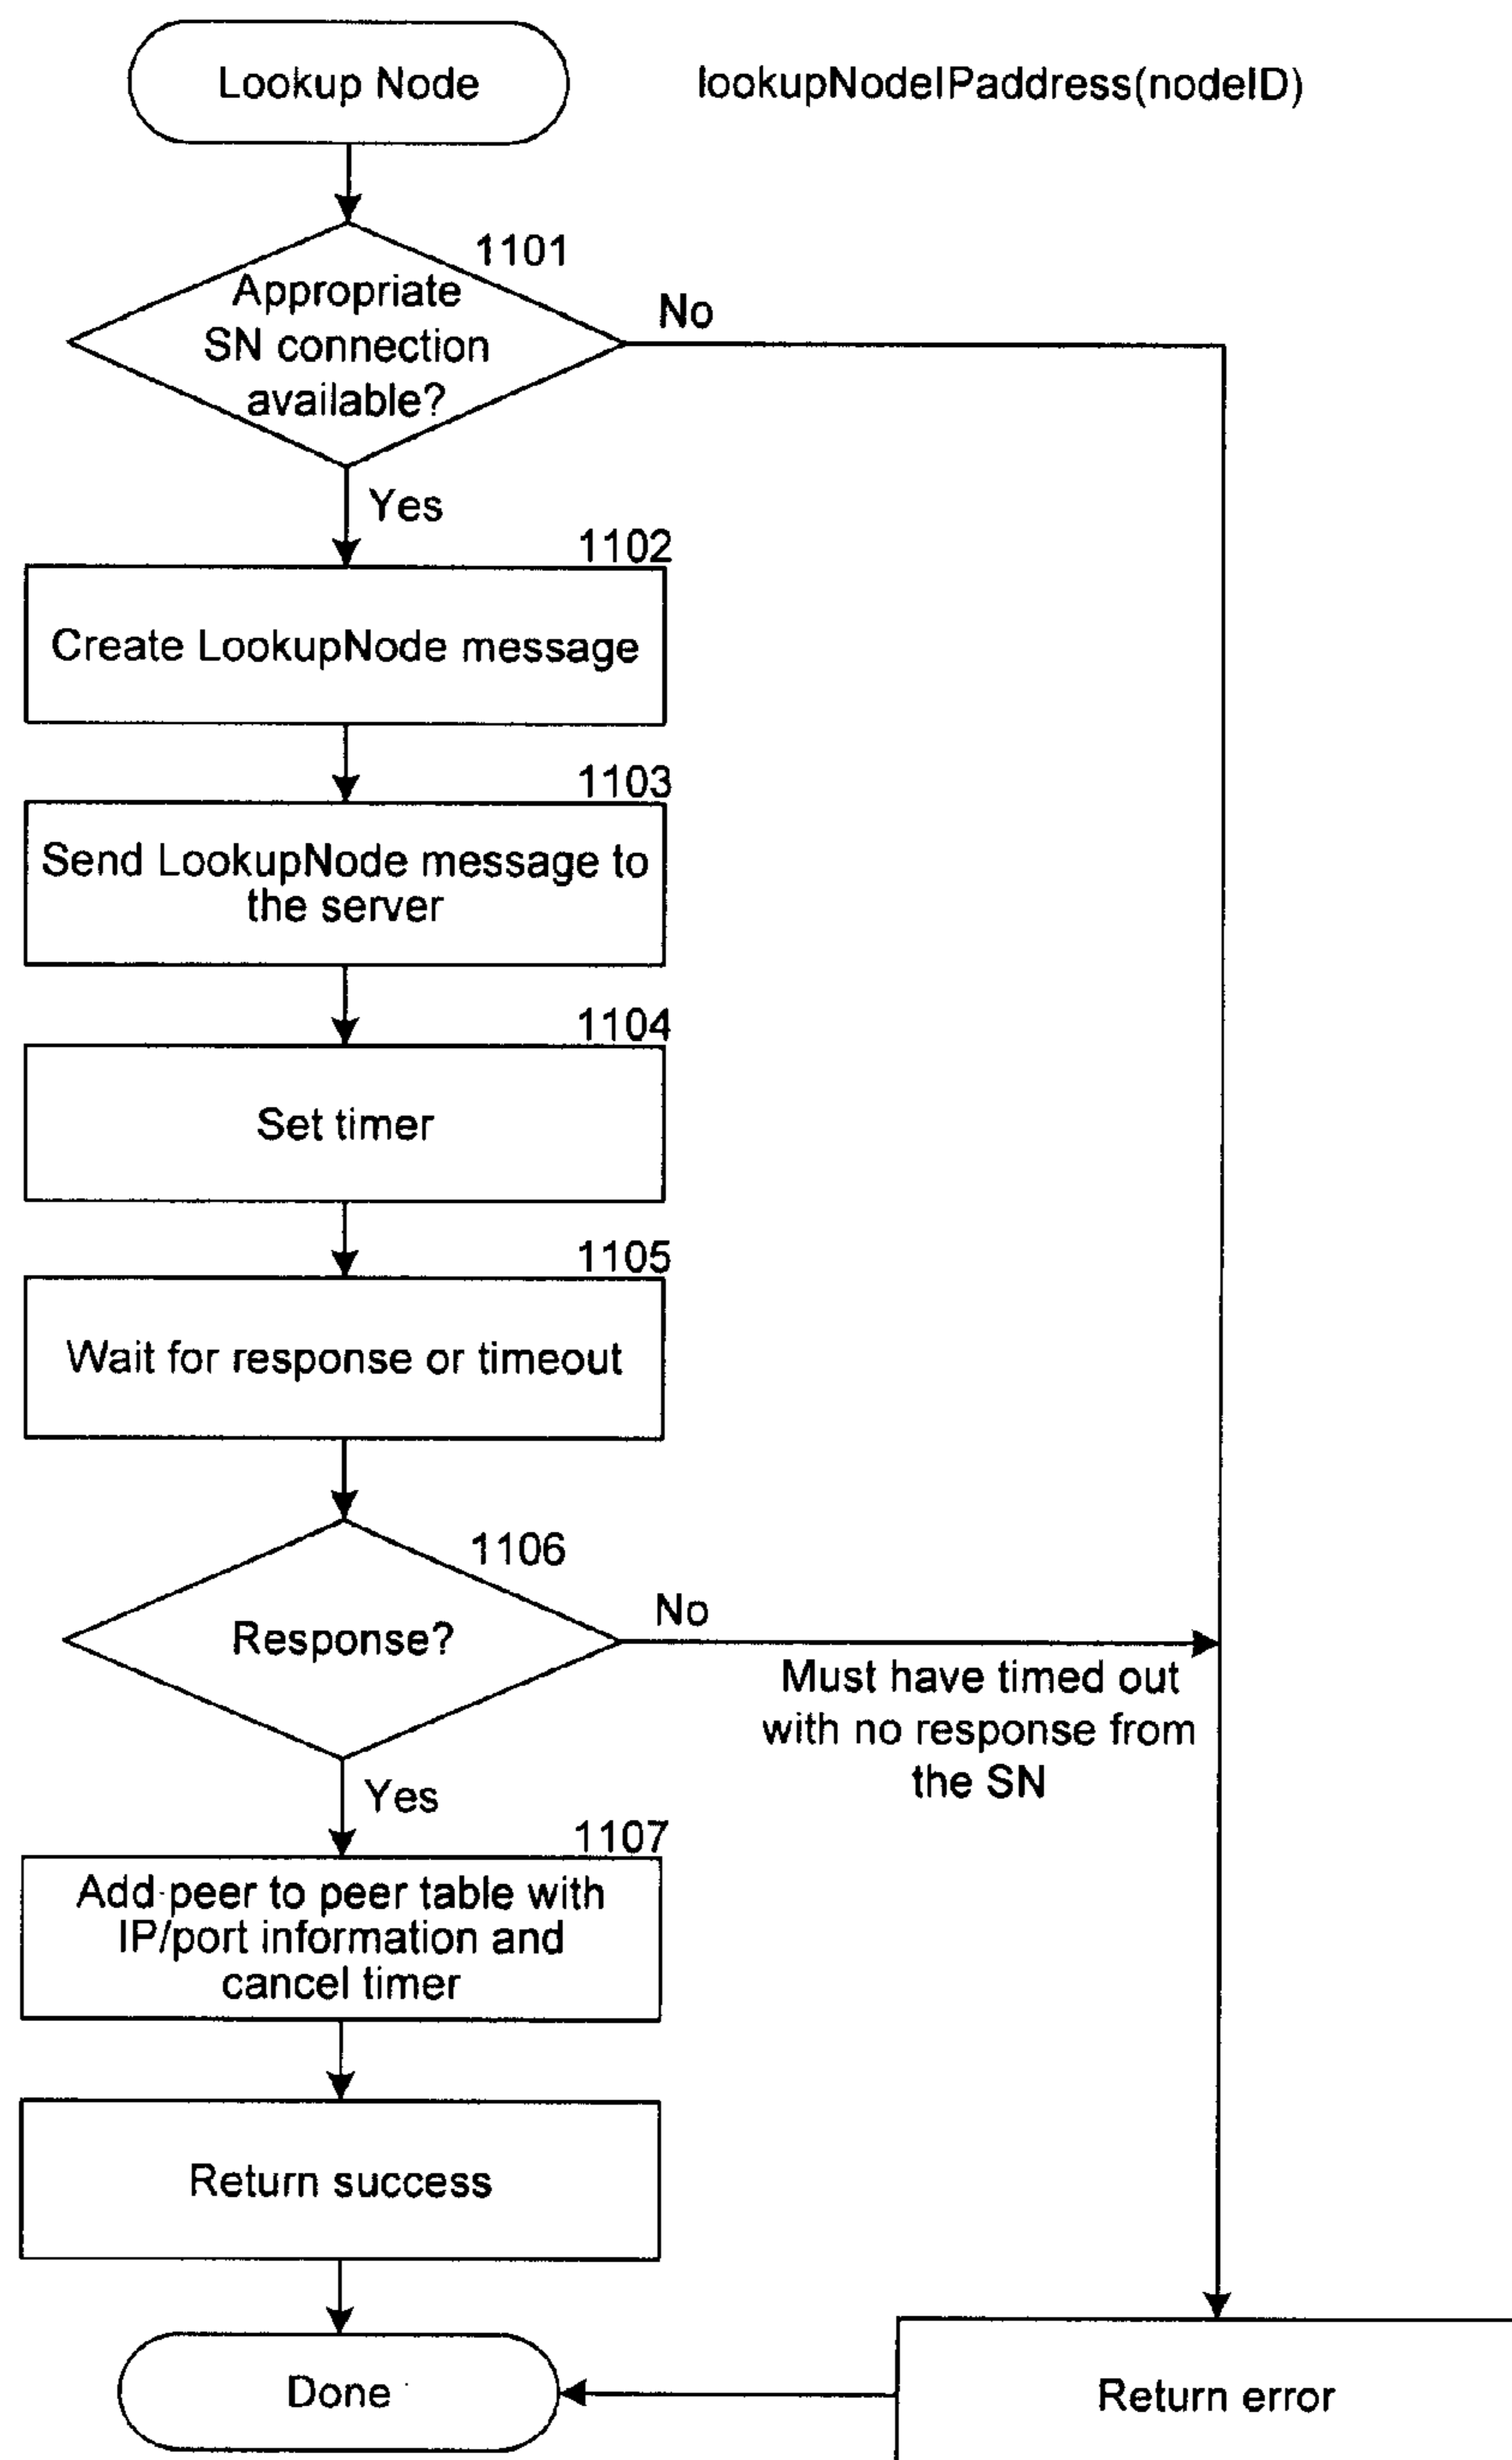 Lookup Node
lookupNodeIPaddress(nodeID)
1101
Appropriate
SN connection
available?
No
Yes
1102
Create LookupNode message
1103
Send LookupNode message to
the server
1104
Set timer
1105
Wait for response or timeout
1106
Response?
No
Must have timed out
with no response from
the SN
Yes
1107
Add peer to peer table with
IP/port information and
cancel timer
Return success
Done
Return error